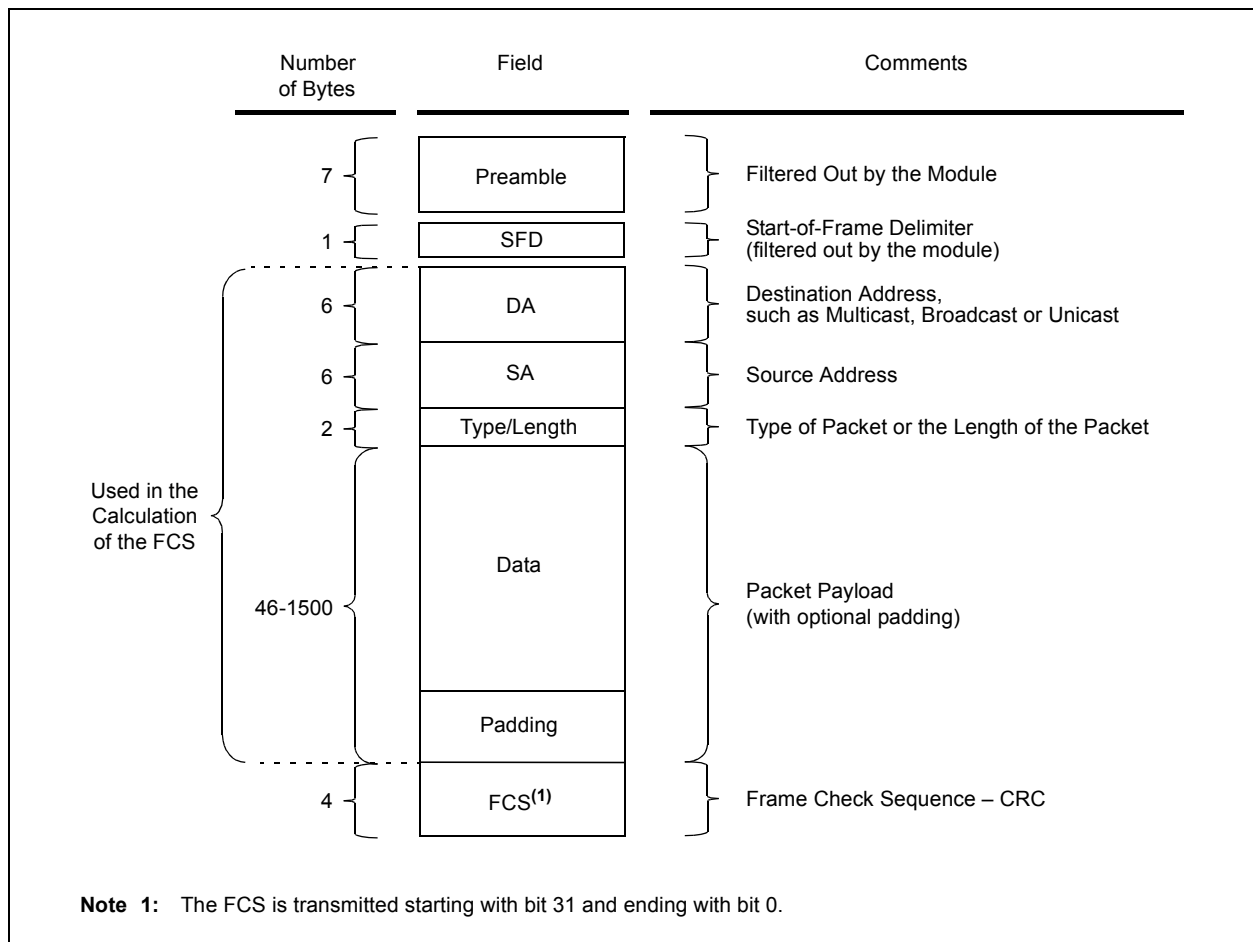 Number
of Bytes
Field
Comments
7
Preamble
Filtered Out by the Module
1
SFD
Start-of-Frame Delimiter
(filtered out by the module)
6
DA
Destination Address,
such as Multicast, Broadcast or Unicast
6
SA
Source Address
2
Type/Length
Type of Packet or the Length of the Packet
Used in the
Calculation
of the FCS
46-1500
Data
Padding
Packet Payload
(with optional padding)
4
FCS(1)
Frame Check Sequence – CRC
Note 1: The FCS is transmitted starting with bit 31 and ending with bit 0.